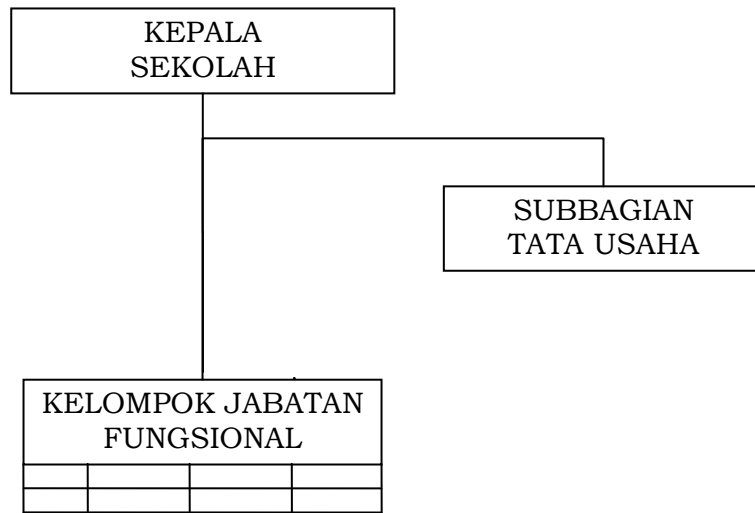 KEPALA
SEKOLAH
SUBBAGIAN
TATA USAHA
KELOMPOK JABATAN
FUNGSIONAL